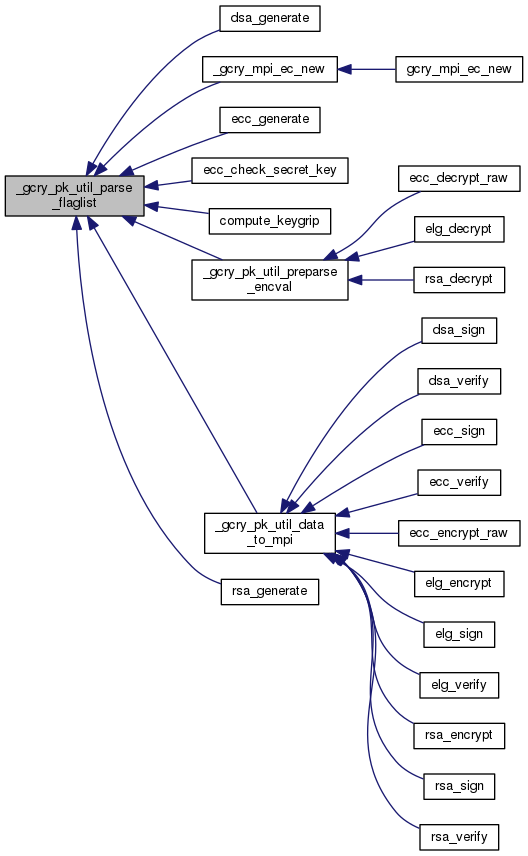 dsa_generate
_gcry_mpi_ec_new
gcry_mpi_ec_new
ecc_generate
ecc_check_secret_key
_gcry_pk_util_parse
_flaglist
compute_keygrip
ecc_decrypt_raw
elg_decrypt
_gcry_pk_util_preparse
_encval
rsa_decrypt
dsa_sign
dsa_verify
ecc_sign
ecc_verify
_gcry_pk_util_data
_to_mpi
ecc_encrypt_raw
elg_encrypt
rsa_generate
elg_sign
elg_verify
rsa_encrypt
rsa_sign
rsa_verify